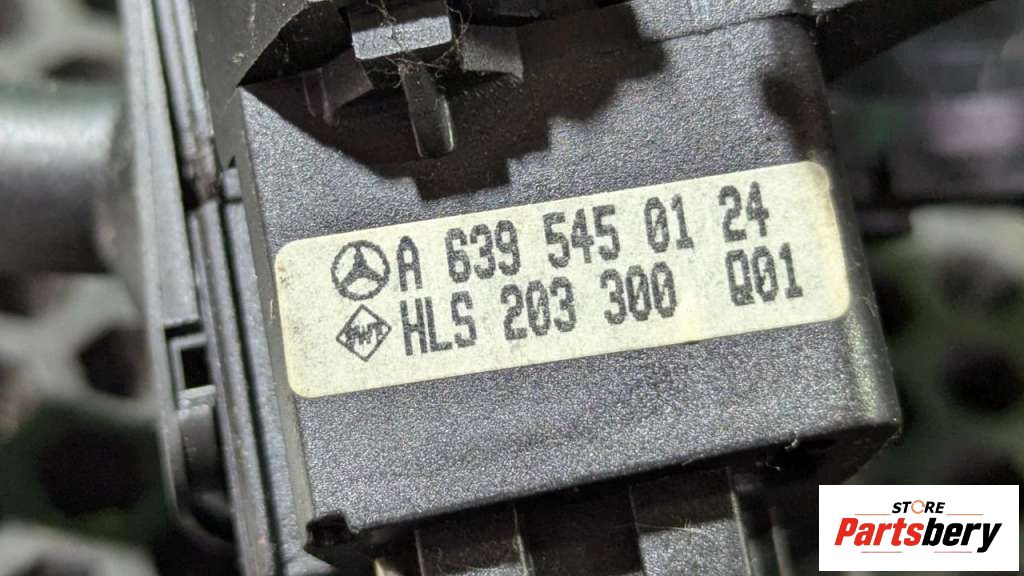 A 639 545 01 24
HLS 203 300 Q01
STORE
Partsbery